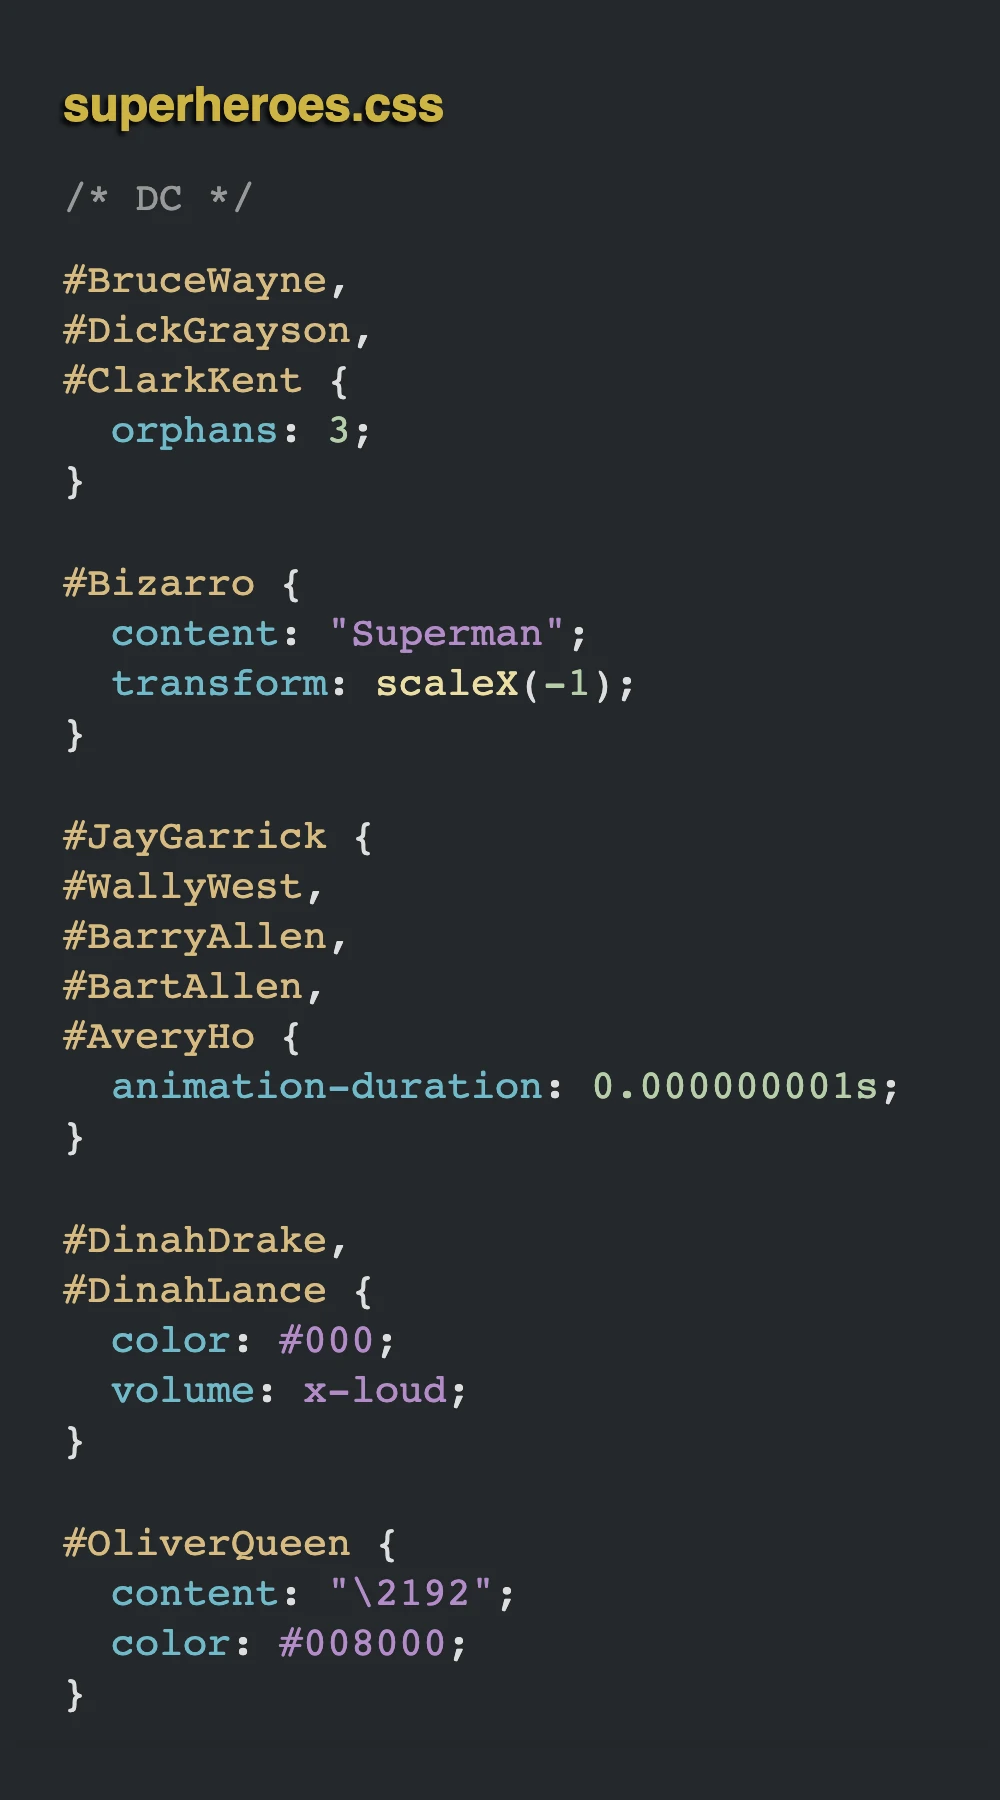 superheroes.css
/* DC */
#BruceWayne,
#DickGrayson,
#ClarkKent {
  orphans: 3;
}
#Bizarro {
  content: "Superman";
  transform: scaleX(-1);
}
#JayGarrick {
#WallyWest,
#BarryAllen,
#BartAllen,
#AveryHo {
  animation-duration: 0.000000001s;
}
#DinahDrake,
#DinahLance {
  color: #000;
  volume: x-loud;
}
#OliverQueen {
  content: "\2192";
  color: #008000;
}